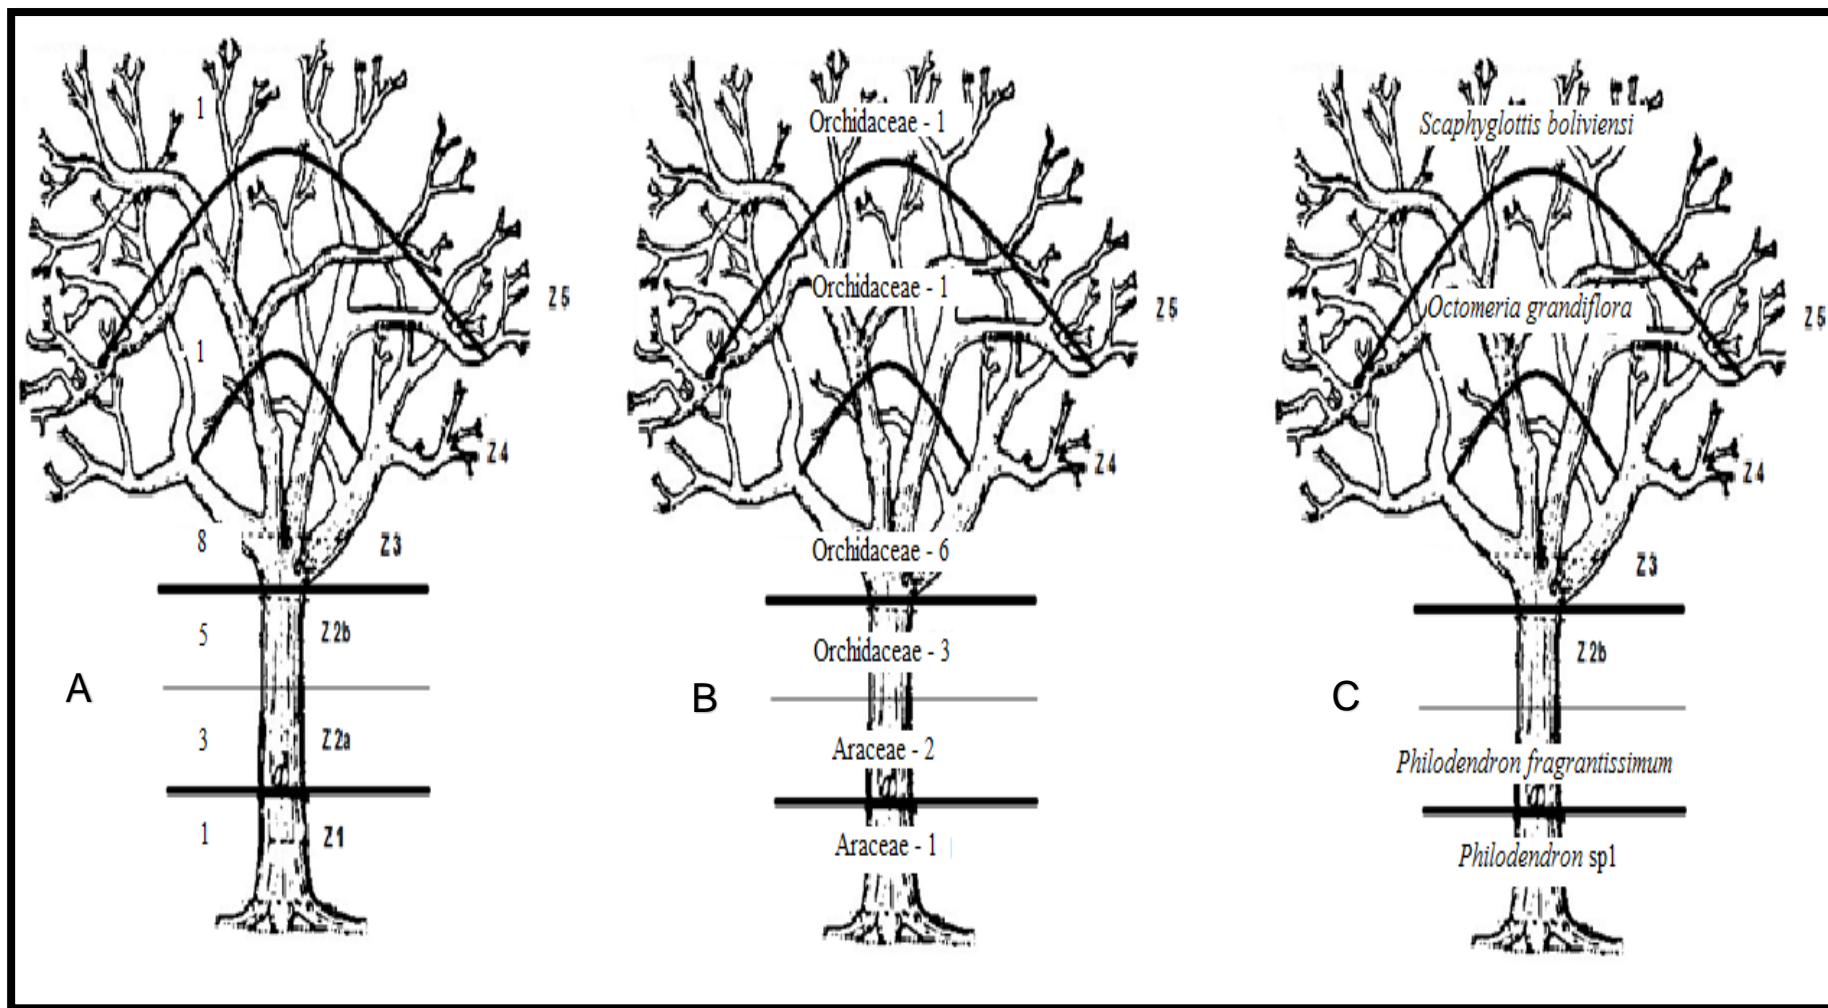 1
1
Z5
Z4
8
Z3
5
Z2b
A
3
Z2a
1
Z1
Orchidaceae - 1
Orchidaceae - 1
Z5
Z4
Orchidaceae - 6
Orchidaceae - 3
B
Araceae - 2
Araceae - 1
Scaphyglottis boliviensi
Octomeria grandiflora
Z5
Z4
Z3
Z2b
C
Philodendron fragrantissimum
Philodendron sp1